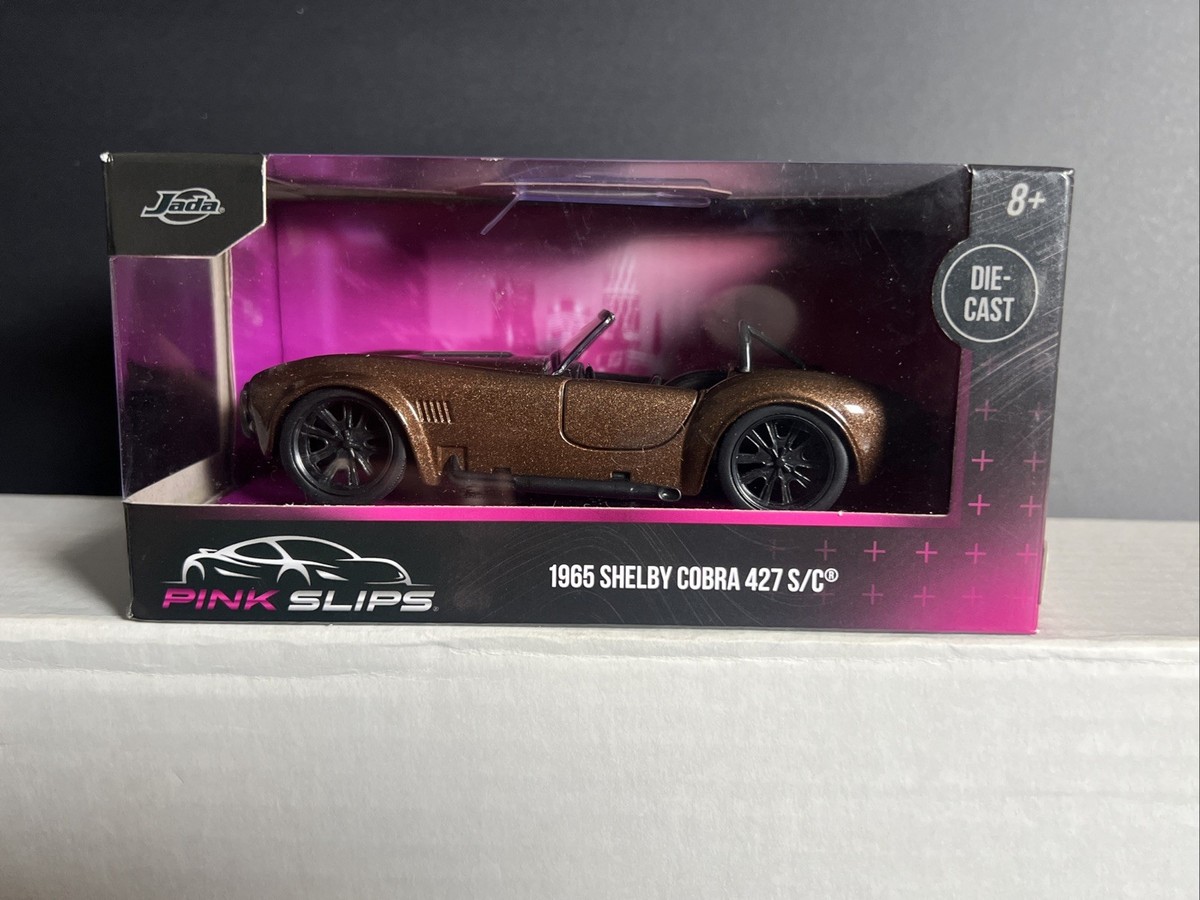 Jada
8+
DIE-
CAST
PINK SLIPS®
1965 SHELBY COBRA 427 S/C®